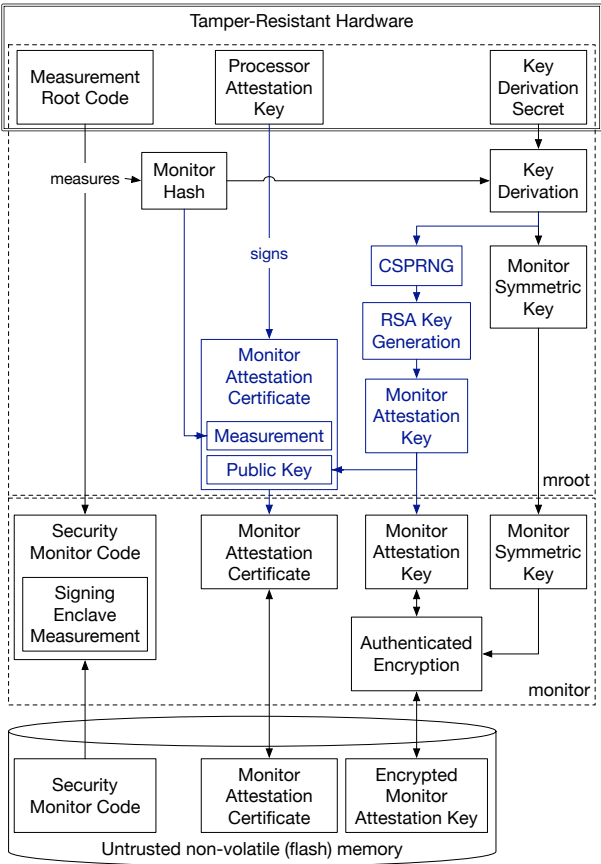 Tamper-Resistant Hardware
Measurement
Root Code
Processor
Attestation
Key
Key
Derivation
Secret
measures
Monitor
Hash
Key
Derivation
signs
CSPRNG
Monitor
Symmetric
Key
RSA Key
Generation
Monitor
Attestation
Certificate
Measurement
Public Key
Monitor
Attestation
Key
mroot
Security
Monitor Code
Signing
Enclave
Measurement
Monitor
Attestation
Certificate
Monitor
Attestation
Key
Monitor
Symmetric
Key
Authenticated
Encryption
monitor
Security
Monitor Code
Monitor
Attestation
Certificate
Encrypted
Monitor
Attestation Key
Untrusted non-volatile (flash) memory